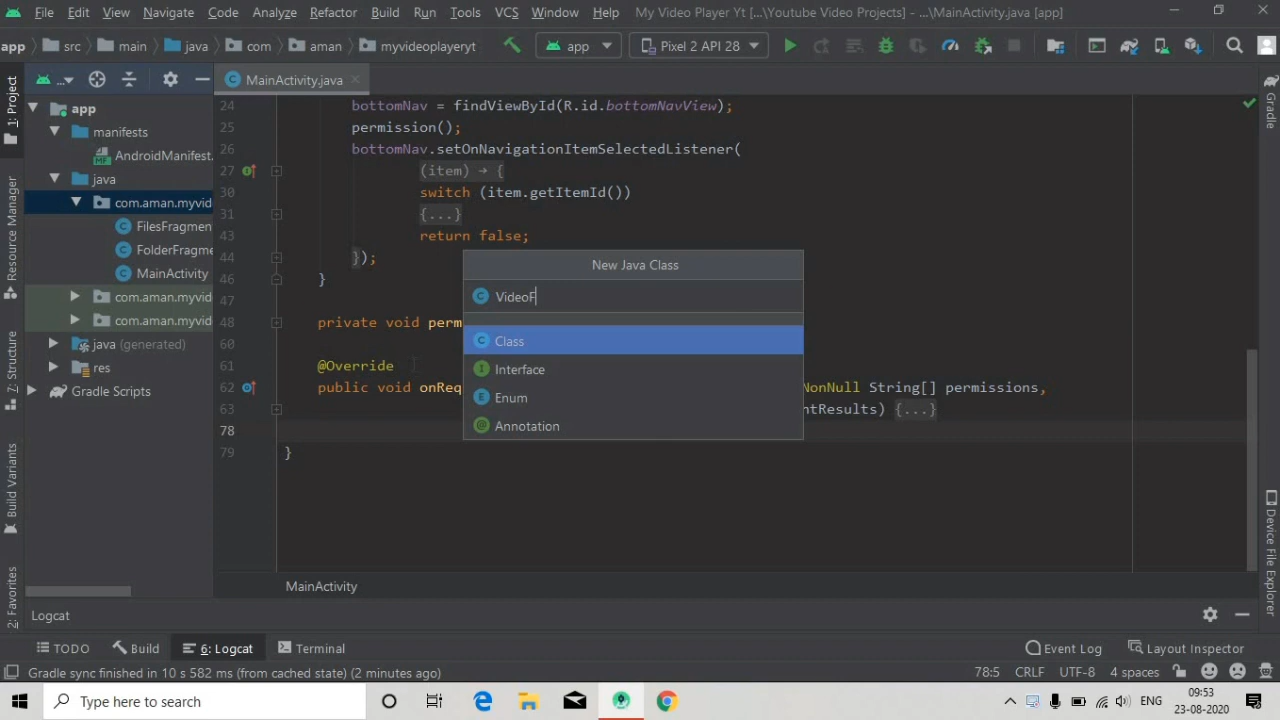 File Edit View Navigate Code Analyze Refactor Build Run Tools VCS Window Help My Video Player Yt [...\Youtube Video Projects] - ...\MainActivity.java [app]
app src main java com aman myvideoplayeryt app Pixel 2 API 28
... MainActivity.java
1: Project
Resource Manager
7: Structure
Build Variants
2: Favorites
app
manifests
AndroidManifest.
java
com.aman.myvid
FilesFragmen
FolderFragme
MainActivity
com.aman.myvid
com.aman.myvid
java (generated)
res
Gradle Scripts
24 bottomNav = findViewById(R.id.bottomNavView);
25 permission();
26 bottomNav.setOnNavigationItemSelectedListener(
27 (item) → {
30 switch (item.getItemId())
31 {...}
43 return false;
44 });
46 }
47
48 private void perm
60
61 @Override
62 public void onReq NonNull String[] permissions,
63 ntResults) {...}
78
79 }
New Java Class
VideoF
Class
Interface
Enum
Annotation
MainActivity
Gradle
Device File Explorer
Logcat
TODO Build 6: Logcat Terminal Event Log Layout Inspector
Gradle sync finished in 10 s 582 ms (from cached state) (2 minutes ago) 78:5 CRLF UTF-8 4 spaces
Type here to search ENG 09:53
23-08-2020